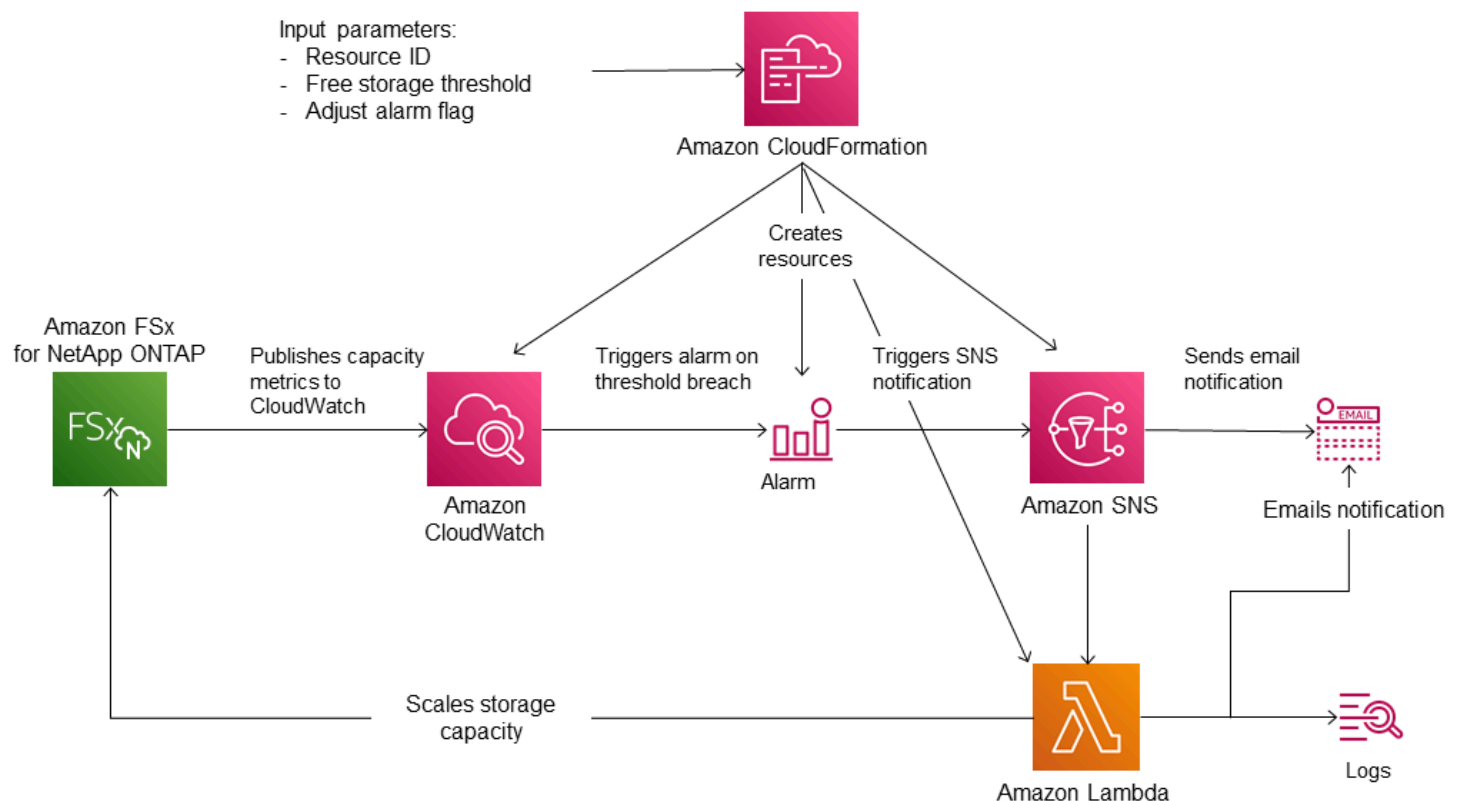 Input parameters:
- Resource ID
- Free storage threshold
- Adjust alarm flag
Amazon CloudFormation
Creates
resources
Amazon FSx
for NetApp ONTAP
FSx
N
Publishes capacity
metrics to
CloudWatch
Amazon
CloudWatch
Triggers alarm on
threshold breach
Alarm
Triggers SNS
notification
Amazon SNS
Sends email
notification
EMAIL
Emails notification
Scales storage
capacity
Amazon Lambda
Logs